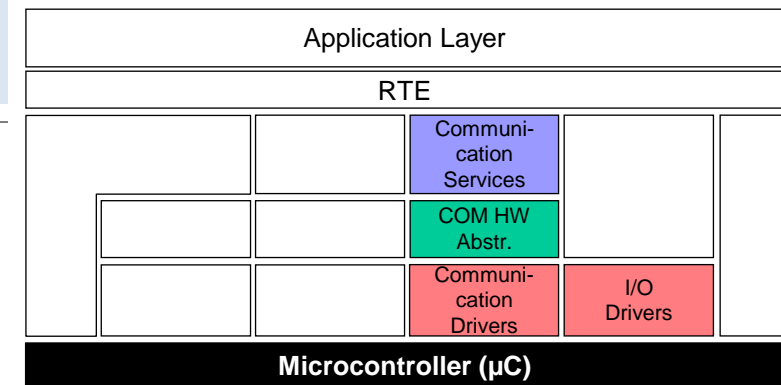 Application Layer
RTE
Communi-
cation
Services
COM HW
Abstr.
Communi-
cation
Drivers
I/O
Drivers
Microcontroller (µC)